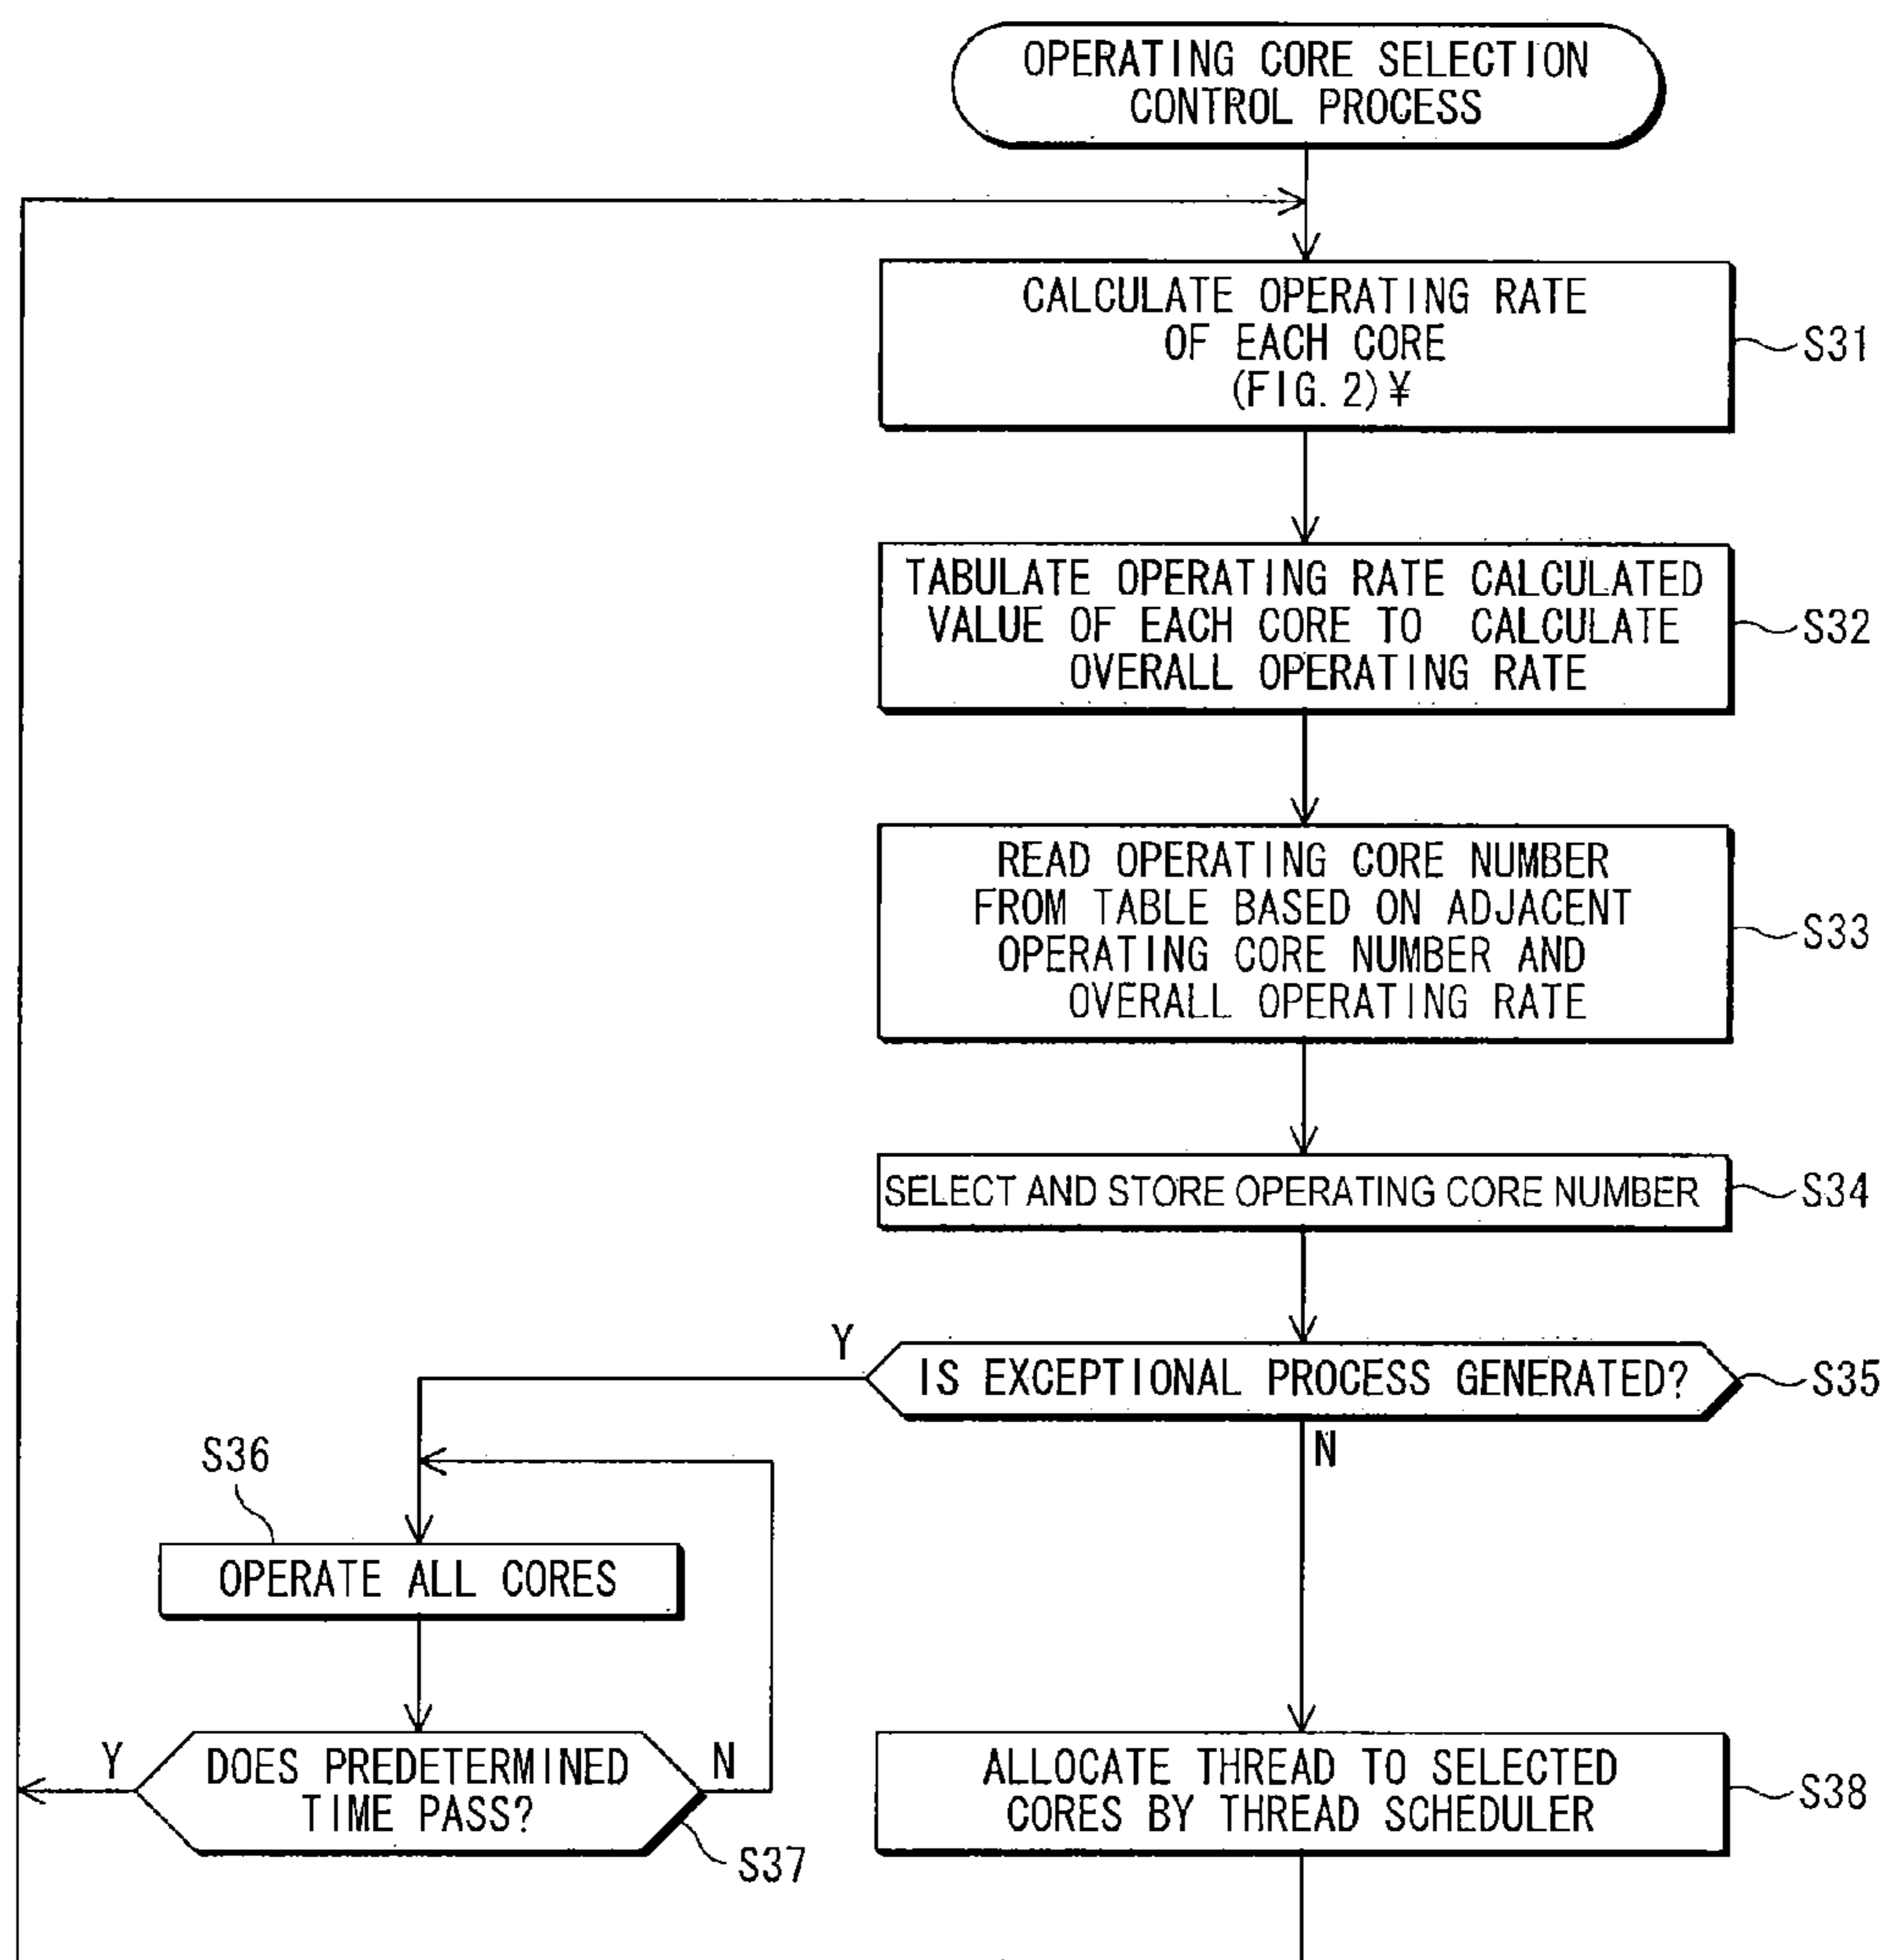 OPERATING CORE SELECTION
CONTROL PROCESS
CALCULATE OPERATING RATE
OF EACH CORE
(FIG. 2)¥
S31
TABULATE OPERATING RATE CALCULATED
VALUE OF EACH CORE TO CALCULATE
OVERALL OPERATING RATE
S32
READ OPERATING CORE NUMBER
FROM TABLE BASED ON ADJACENT
OPERATING CORE NUMBER AND
OVERALL OPERATING RATE
S33
SELECT AND STORE OPERATING CORE NUMBER
S34
Y
IS EXCEPTIONAL PROCESS GENERATED?
S35
N
S36
OPERATE ALL CORES
Y
DOES PREDETERMINED
TIME PASS?
N
S37
ALLOCATE THREAD TO SELECTED
CORES BY THREAD SCHEDULER
S38